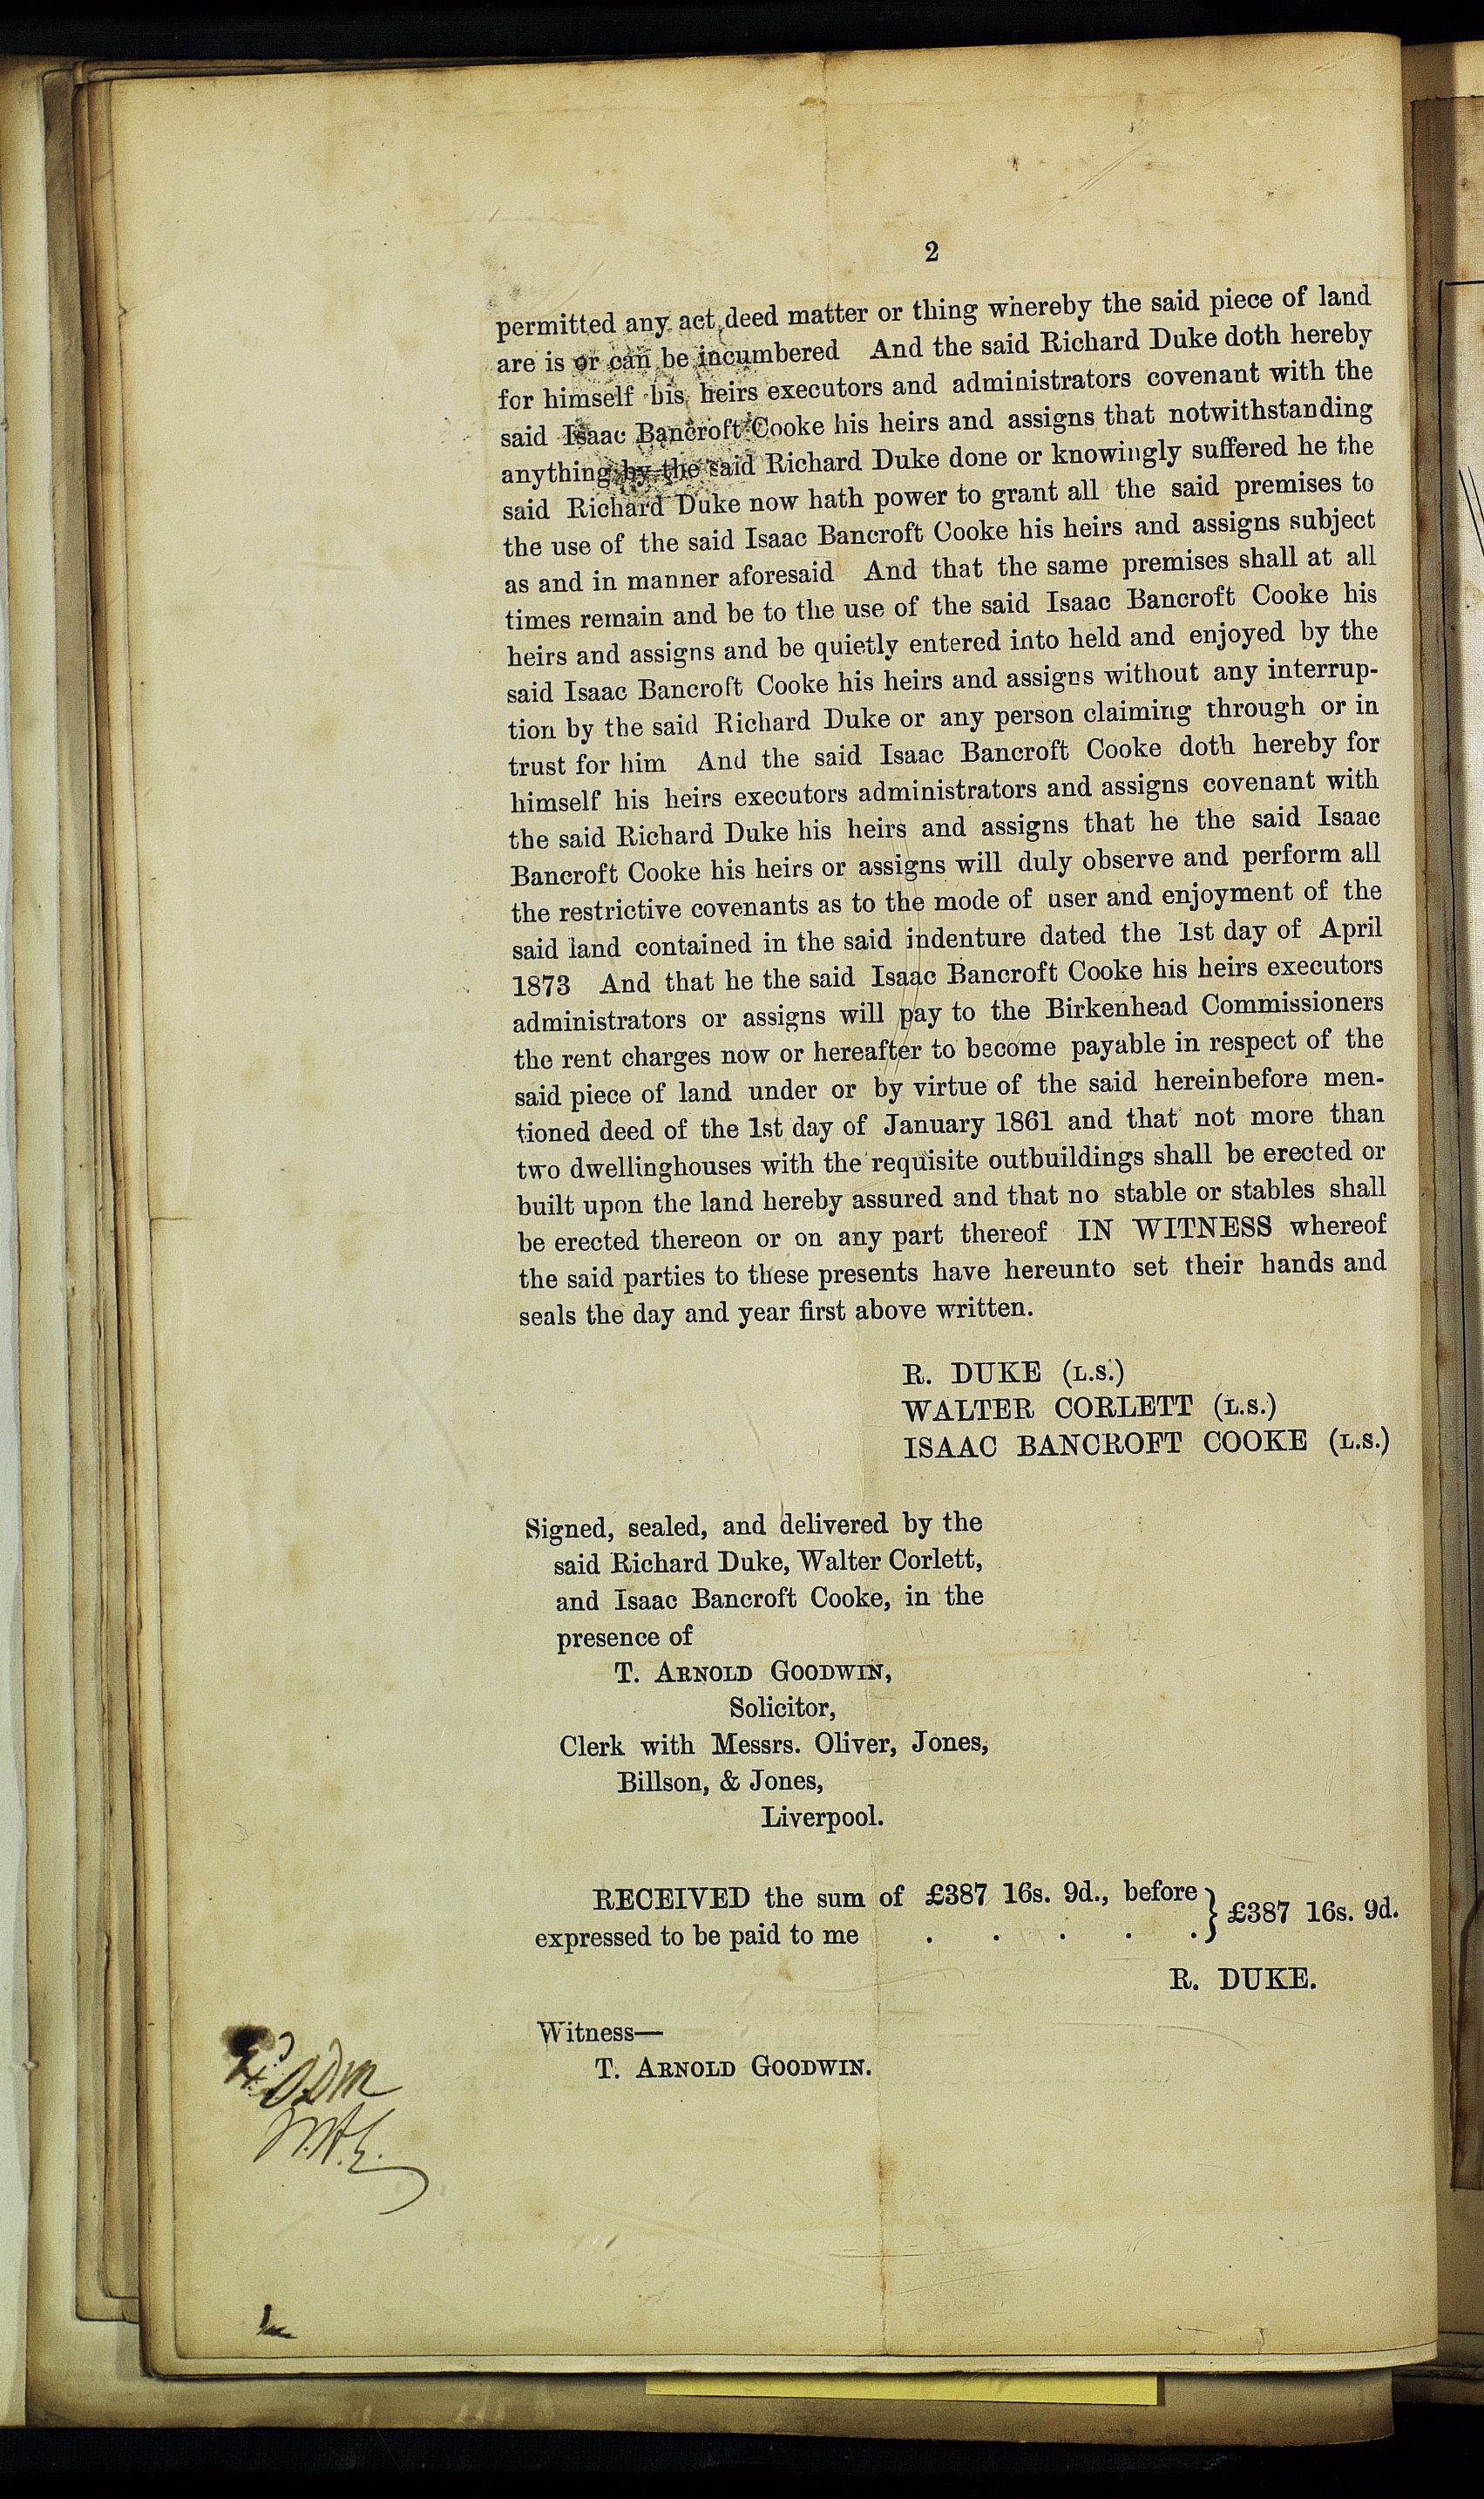 2
permitted any act deed matter or thing whereby the said piece of land
are is or can be incumbered And the said Richard Duke doth hereby
for himself his heirs executors and administrators covenant with the
said Isaac Bancroft Cooke his heirs and assigns that notwithstanding
anything by the said Richard Duke done or knowingly suffered he the
said Richard Duke now hath power to grant all the said premises to
the use of the said Isaac Bancroft Cooke his heirs and assigns subject
as and in manner aforesaid And that the same premises shall at all
times remain and be to the use of the said Isaac Bancroft Cooke his
heirs and assigns and be quietly entered into held and enjoyed by the
said Isaac Bancroft Cooke his heirs and assigns without any interrup-
tion by the said Richard Duke or any person claiming through or in
trust for him And the said Isaac Bancroft Cooke doth hereby for
himself his heirs executors administrators and assigns covenant with
the said Richard Duke his heirs and assigns that he the said Isaac
Bancroft Cooke his heirs or assigns will duly observe and perform all
the restrictive covenants as to the mode of user and enjoyment of the
said land contained in the said indenture dated the 1st day of April
1873 And that he the said Isaac Bancroft Cooke his heirs executors
administrators or assigns will pay to the Birkenhead Commissioners
the rent charges now or hereafter to become payable in respect of the
said piece of land under or by virtue of the said hereinbefore men-
tioned deed of the 1st day of January 1861 and that not more than
two dwellinghouses with the requisite outbuildings shall be erected or
built upon the land hereby assured and that no stable or stables shall
be erected thereon or on any part thereof IN WITNESS whereof
the said parties to these presents have hereunto set their hands and
seals the day and year first above written.
R. DUKE (L.S.)
WALTER CORLETT (L.S.)
ISAAC BANCROFT COOKE (L.S.)
Signed, sealed, and delivered by the
said Richard Duke, Walter Corlett,
and Isaac Bancroft Cooke, in the
presence of
T. ARNOLD GOODWIN,
Solicitor,
Clerk with Messrs. Oliver, Jones,
Billson, & Jones,
Liverpool.
RECEIVED the sum of £387 16s. 9d., before
expressed to be paid to me . . . . . } £387 16s. 9d.
R. DUKE.
Witness—
T. ARNOLD GOODWIN.